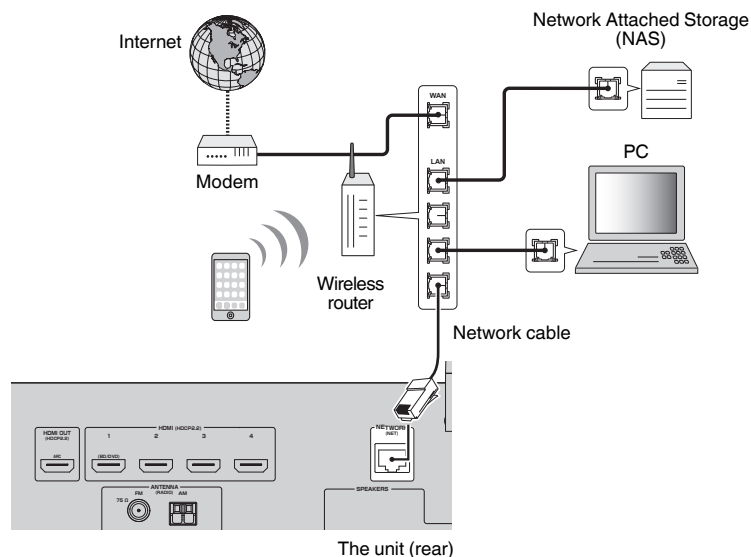 Network Attached Storage
(NAS)
Internet
WAN
LAN
PC
Modem
Wireless
router
Network cable
HDMI OUT
(HDCP2.2)
ARC
HDMI (HDCP2.2)
1
2
3
4
(BD/DVD)
NETWORK
(NET)
ANTENNA
(RADIO)
FM
AM
75 Ω
SPEAKERS
The unit (rear)